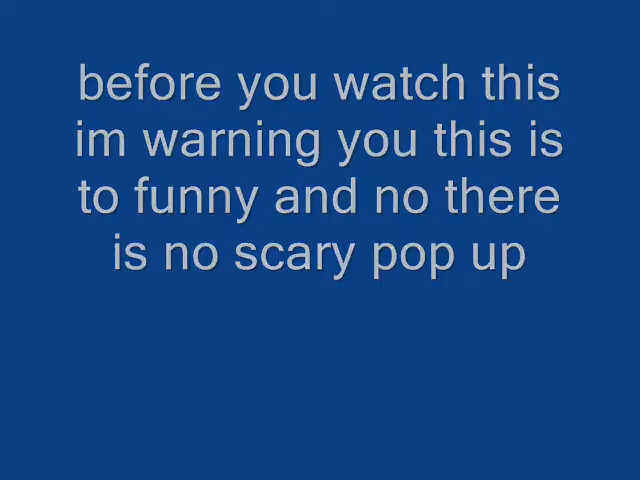 before you watch this
im warning you this is
to funny and no there
is no scary pop up